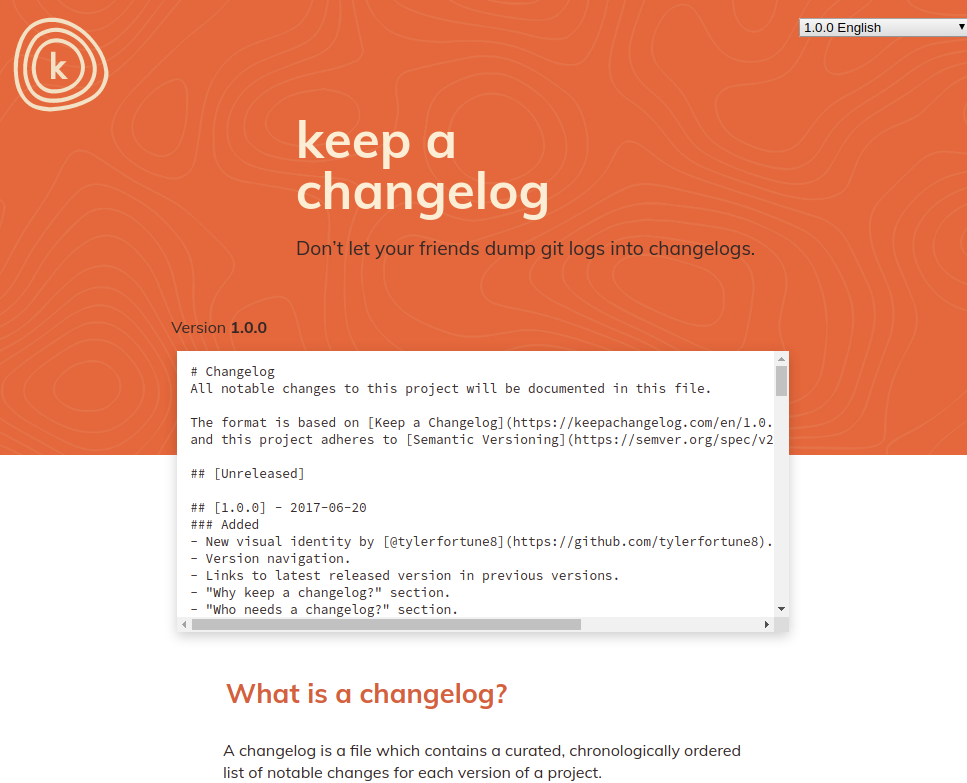 k
1.0.0 English
keep a
changelog
Don't let your friends dump git logs into changelogs.
Version 1.0.0
# Changelog
All notable changes to this project will be documented in this file.
The format is based on [Keep a Changelog](https://keepachangelog.com/en/1.0.
and this project adheres to [Semantic Versioning](https://semver.org/spec/v2
## [Unreleased]
## [1.0.0] - 2017-06-20
### Added
- New visual identity by [@tylerfortune8](https://github.com/tylerfortune8).
- Version navigation.
- Links to latest released version in previous versions.
- "Why keep a changelog?" section.
- "Who needs a changelog?" section.
What is a changelog?
A changelog is a file which contains a curated, chronologically ordered
list of notable changes for each version of a project.